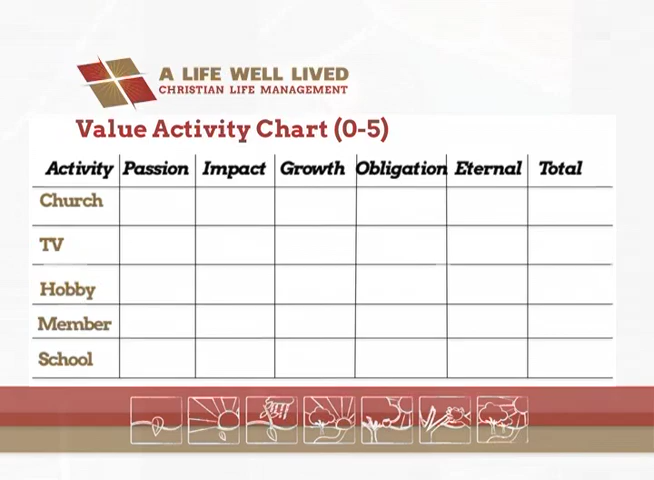 A LIFE WELL LIVED
CHRISTIAN LIFE MANAGEMENT
Value Activity Chart (0-5)
Activity Passion Impact Growth Obligation Eternal Total
Church
TV
Hobby
Member
School